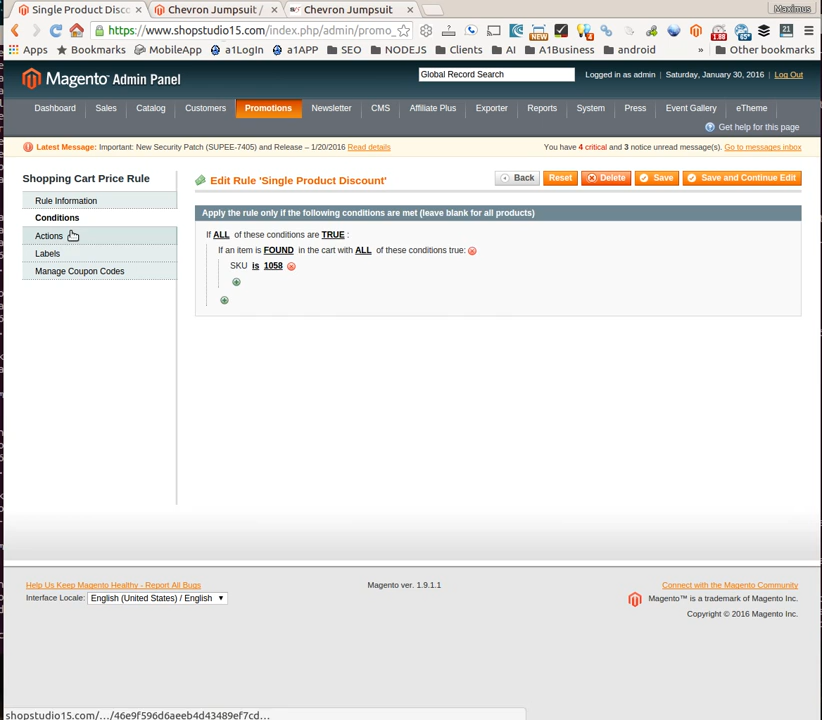 Single Product Disco
Chevron Jumpsuit /
Chevron Jumpsuit
Maximus
https://www.shopstudio15.com/index.php/admin/promo_
NEW
1.88
4
65°
21
Apps
Bookmarks
MobileApp
a1LogIn
a1APP
SEO
NODEJS
Clients
AI
A1Business
android
Other bookmarks
Magento Admin Panel
Global Record Search
Logged in as admin | Saturday, January 30, 2016 | Log Out
Dashboard
Sales
Catalog
Customers
Promotions
Newsletter
CMS
Affiliate Plus
Exporter
Reports
System
Press
Event Gallery
eTheme
Get help for this page
Latest Message: Important: New Security Patch (SUPEE-7405) and Release – 1/20/2016 Read details
You have 4 critical and 3 notice unread message(s). Go to messages inbox
Shopping Cart Price Rule
Rule Information
Conditions
Actions
Labels
Manage Coupon Codes
Edit Rule 'Single Product Discount'
Back
Reset
Delete
Save
Save and Continue Edit
Apply the rule only if the following conditions are met (leave blank for all products)
If ALL of these conditions are TRUE :
If an item is FOUND in the cart with ALL of these conditions true:
SKU is 1058
Help Us Keep Magento Healthy - Report All Bugs
Interface Locale: English (United States) / English
Magento ver. 1.9.1.1
Connect with the Magento Community
Magento™ is a trademark of Magento Inc.
Copyright © 2016 Magento Inc.
shopstudio15.com/.../46e9f596d6aeeb4d43489ef7cd...